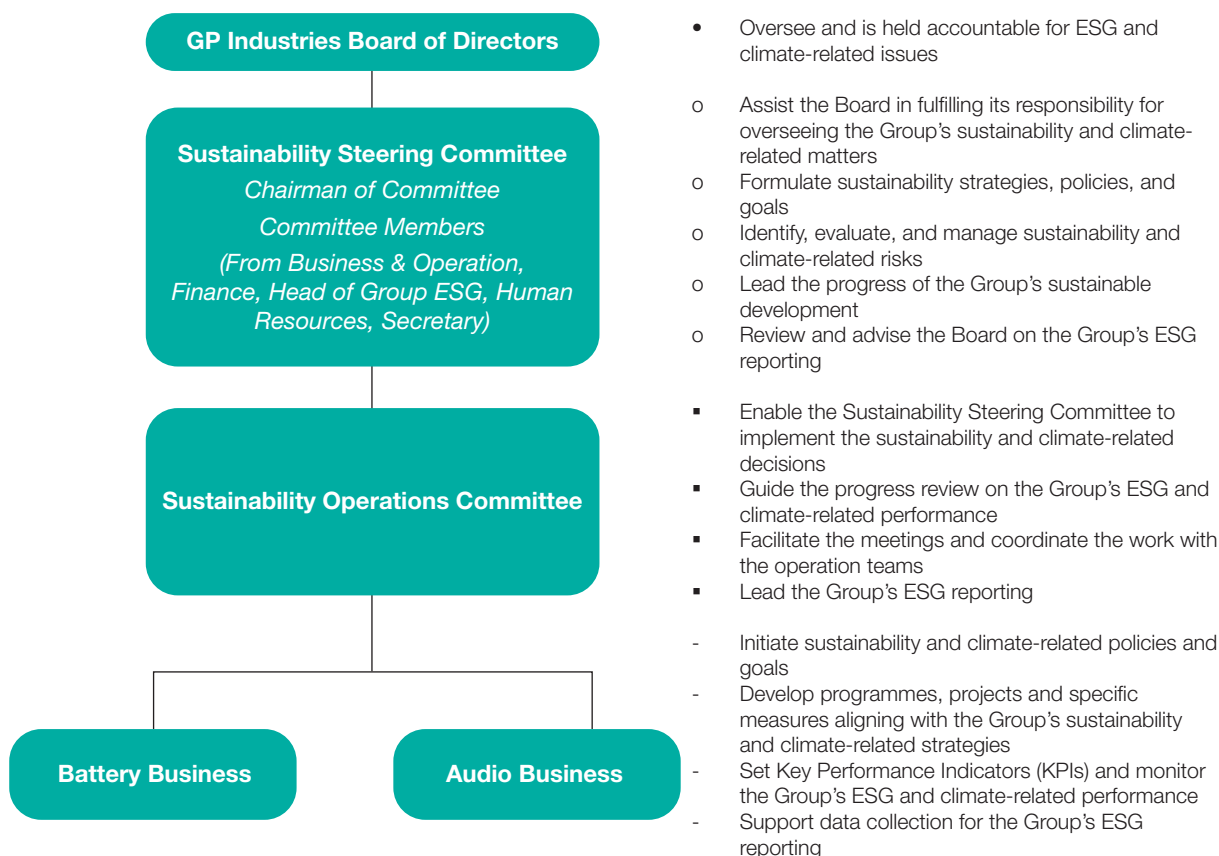 GP Industries Board of Directors
• Oversee and is held accountable for ESG and
climate-related issues
Sustainability Steering Committee
Chairman of Committee
Committee Members
(From Business & Operation,
Finance, Head of Group ESG, Human
Resources, Secretary)
o Assist the Board in fulfilling its responsibility for
overseeing the Group’s sustainability and climate-
related matters
o Formulate sustainability strategies, policies, and
goals
o Identify, evaluate, and manage sustainability and
climate-related risks
o Lead the progress of the Group’s sustainable
development
o Review and advise the Board on the Group’s ESG
reporting
Sustainability Operations Committee
▪ Enable the Sustainability Steering Committee to
implement the sustainability and climate-related
decisions
▪ Guide the progress review on the Group’s ESG and
climate-related performance
▪ Facilitate the meetings and coordinate the work with
the operation teams
▪ Lead the Group’s ESG reporting
Battery Business
Audio Business
- Initiate sustainability and climate-related policies and
goals
- Develop programmes, projects and specific
measures aligning with the Group’s sustainability
and climate-related strategies
- Set Key Performance Indicators (KPIs) and monitor
the Group’s ESG and climate-related performance
- Support data collection for the Group’s ESG
reporting